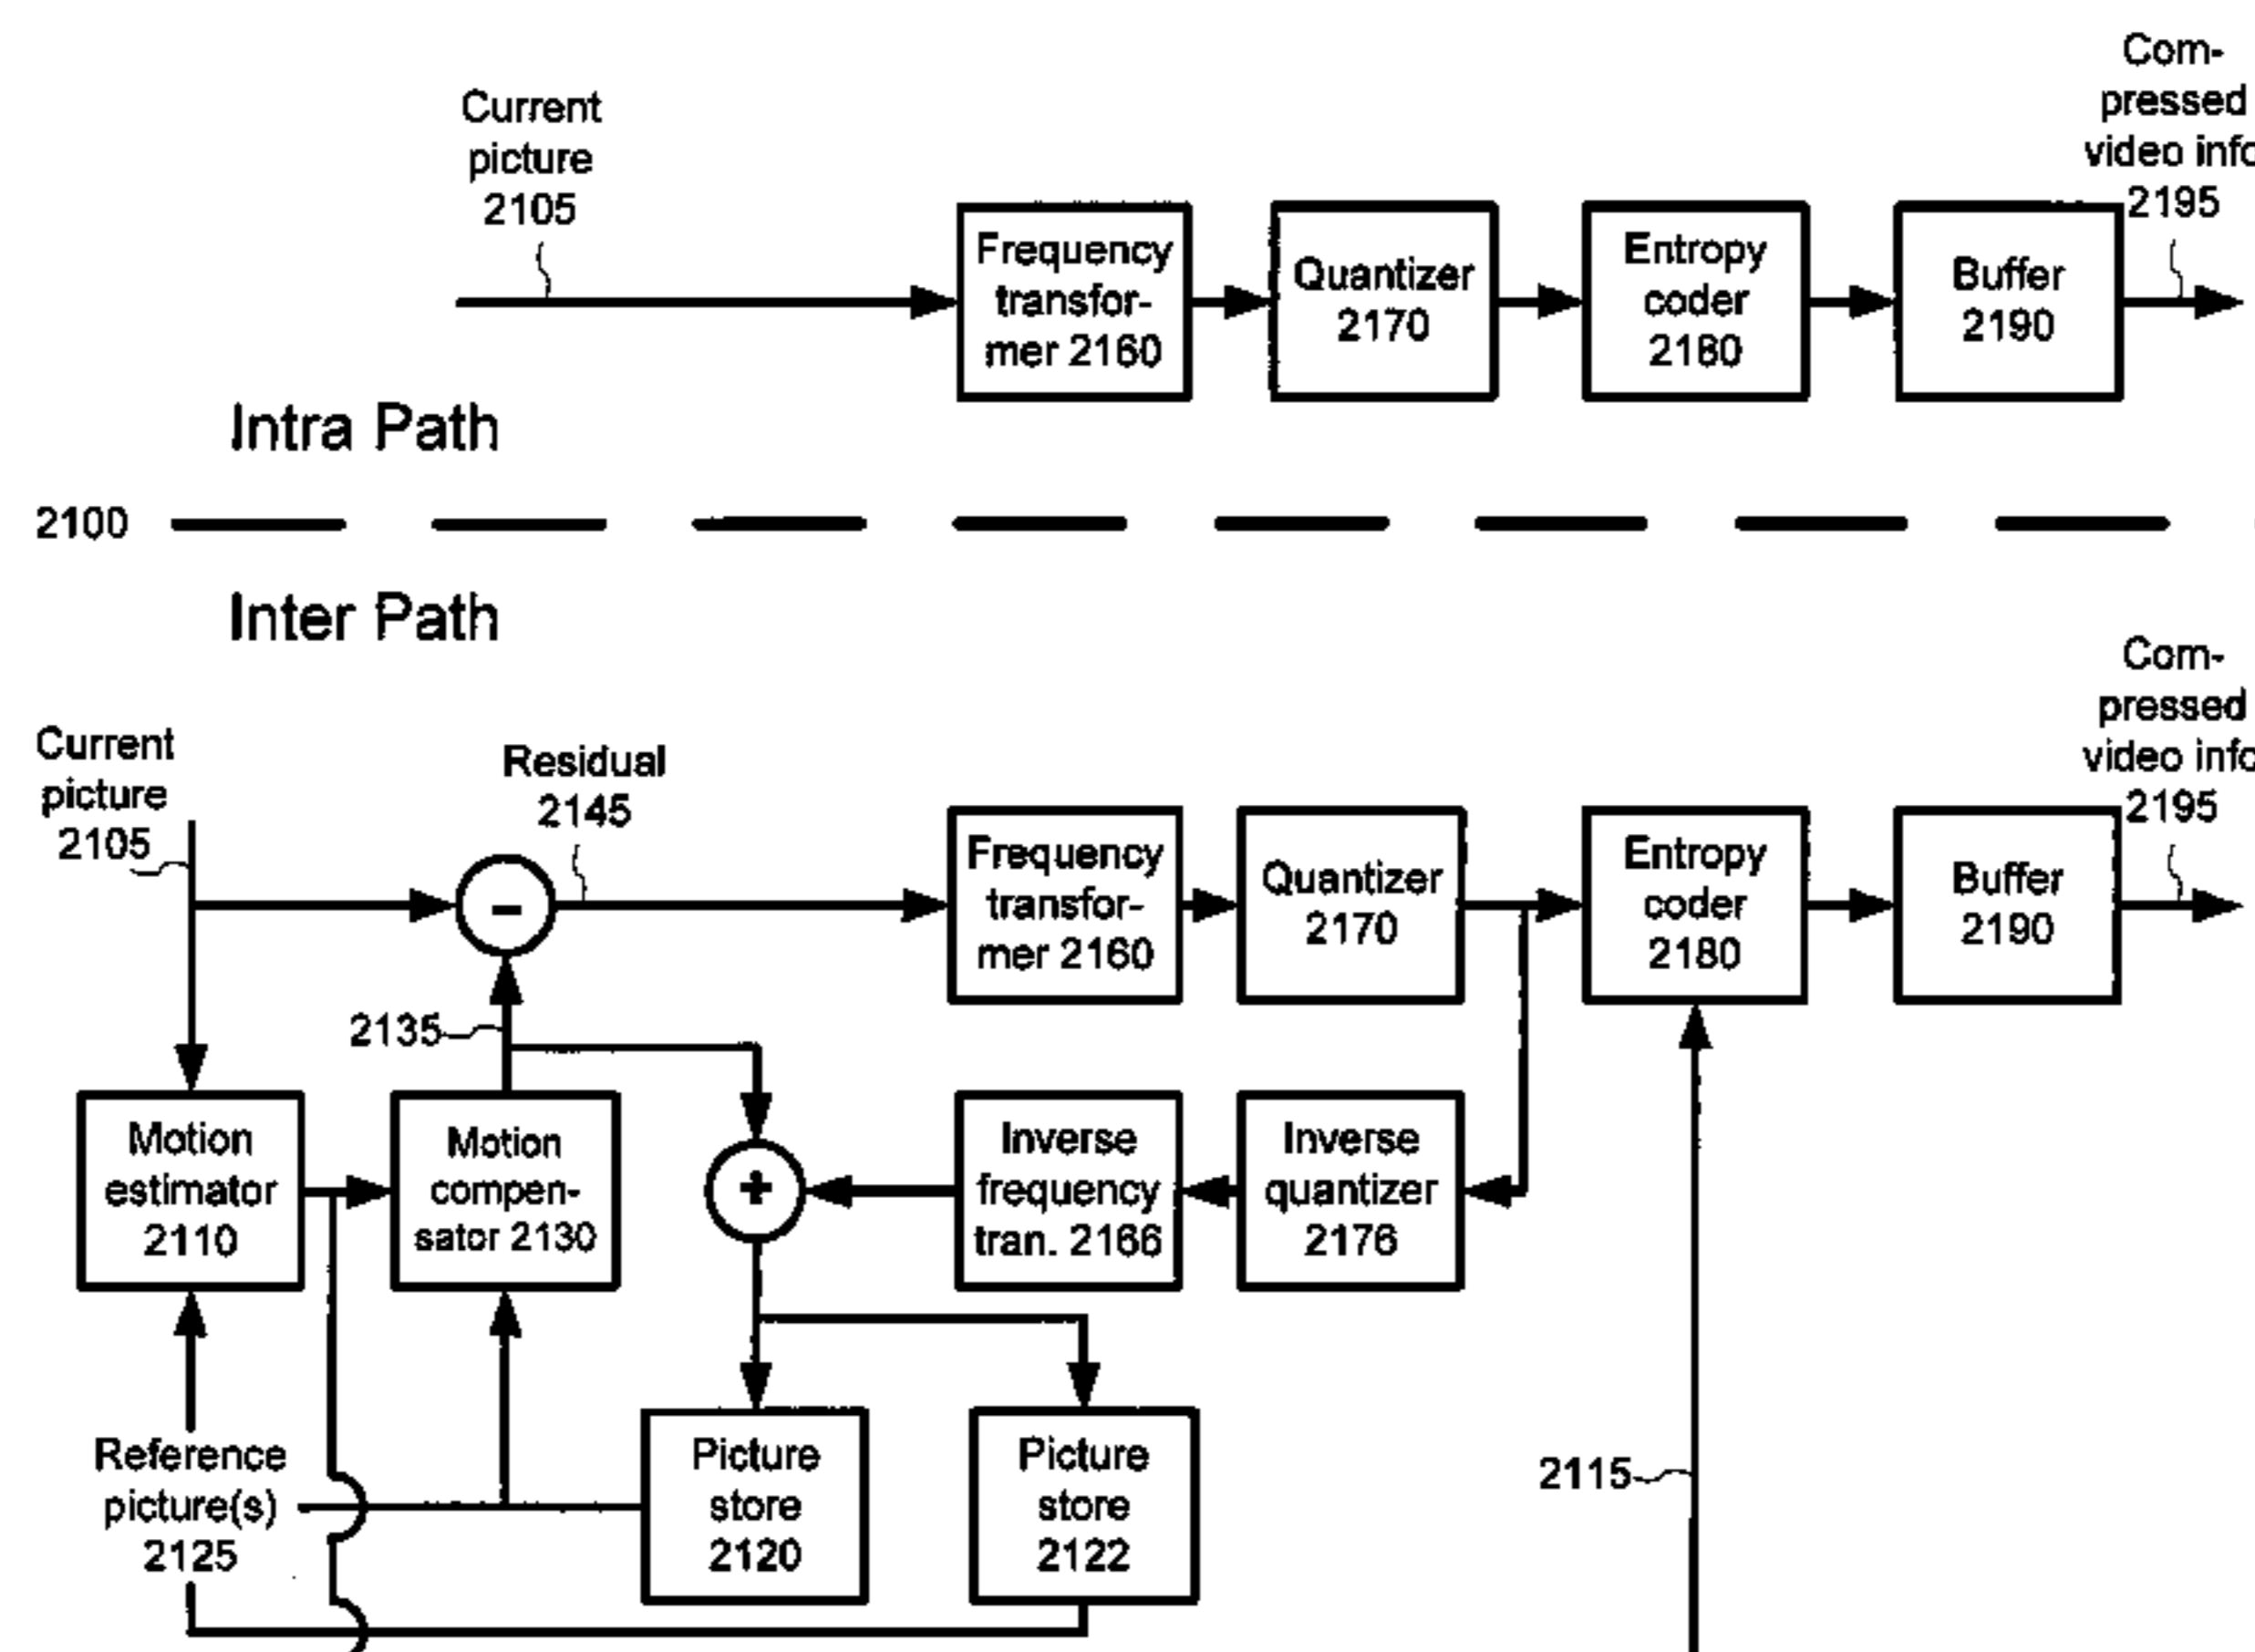 Current
picture
2105
Com-
pressed
video info
2195
Frequency
transfor-
mer 2160
Quantizer
2170
Entropy
coder
2180
Buffer
2190
Intra Path
2100
Inter Path
Current
picture
2105
Residual
2145
Com-
pressed
video info
2195
-
Frequency
transfor-
mer 2160
Quantizer
2170
Entropy
coder
2180
Buffer
2190
2135
Motion
estimator
2110
Motion
compen-
sator 2130
+
Inverse
frequency
tran. 2166
Inverse
quantizer
2176
Reference
picture(s)
2125
Picture
store
2120
Picture
store
2122
2115